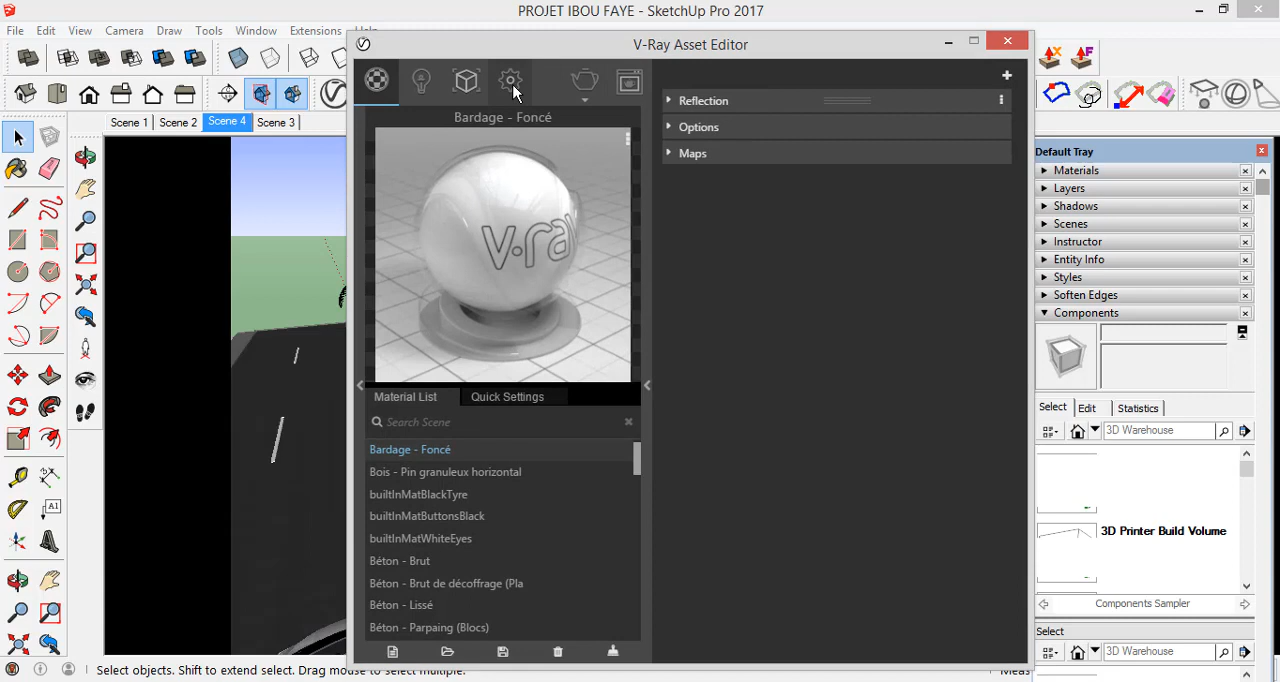 PROJET IBOU FAYE - SketchUp Pro 2017
File Edit View Camera Draw Tools Window Extensions
V-Ray Asset Editor
Scene 1 Scene 2 Scene 4 Scene 3
Bardage - Foncé
Reflection
Options
Maps
v·ra
Material List Quick Settings
Search Scene
Bardage - Foncé
Bois - Pin granuleux horizontal
builtInMatBlackTyre
builtInMatButtonsBlack
builtInMatWhiteEyes
Béton - Brut
Béton - Brut de décoffrage (Pla
Béton - Lissé
Béton - Parpaing (Blocs)
Default Tray
Materials
Layers
Shadows
Scenes
Instructor
Entity Info
Styles
Soften Edges
Components
Select Edit Statistics
3D Warehouse
3D Printer Build Volume
Components Sampler
Select
3D Warehouse
A1
Select objects. Shift to extend select. Drag mouse to select multiple.
Meas